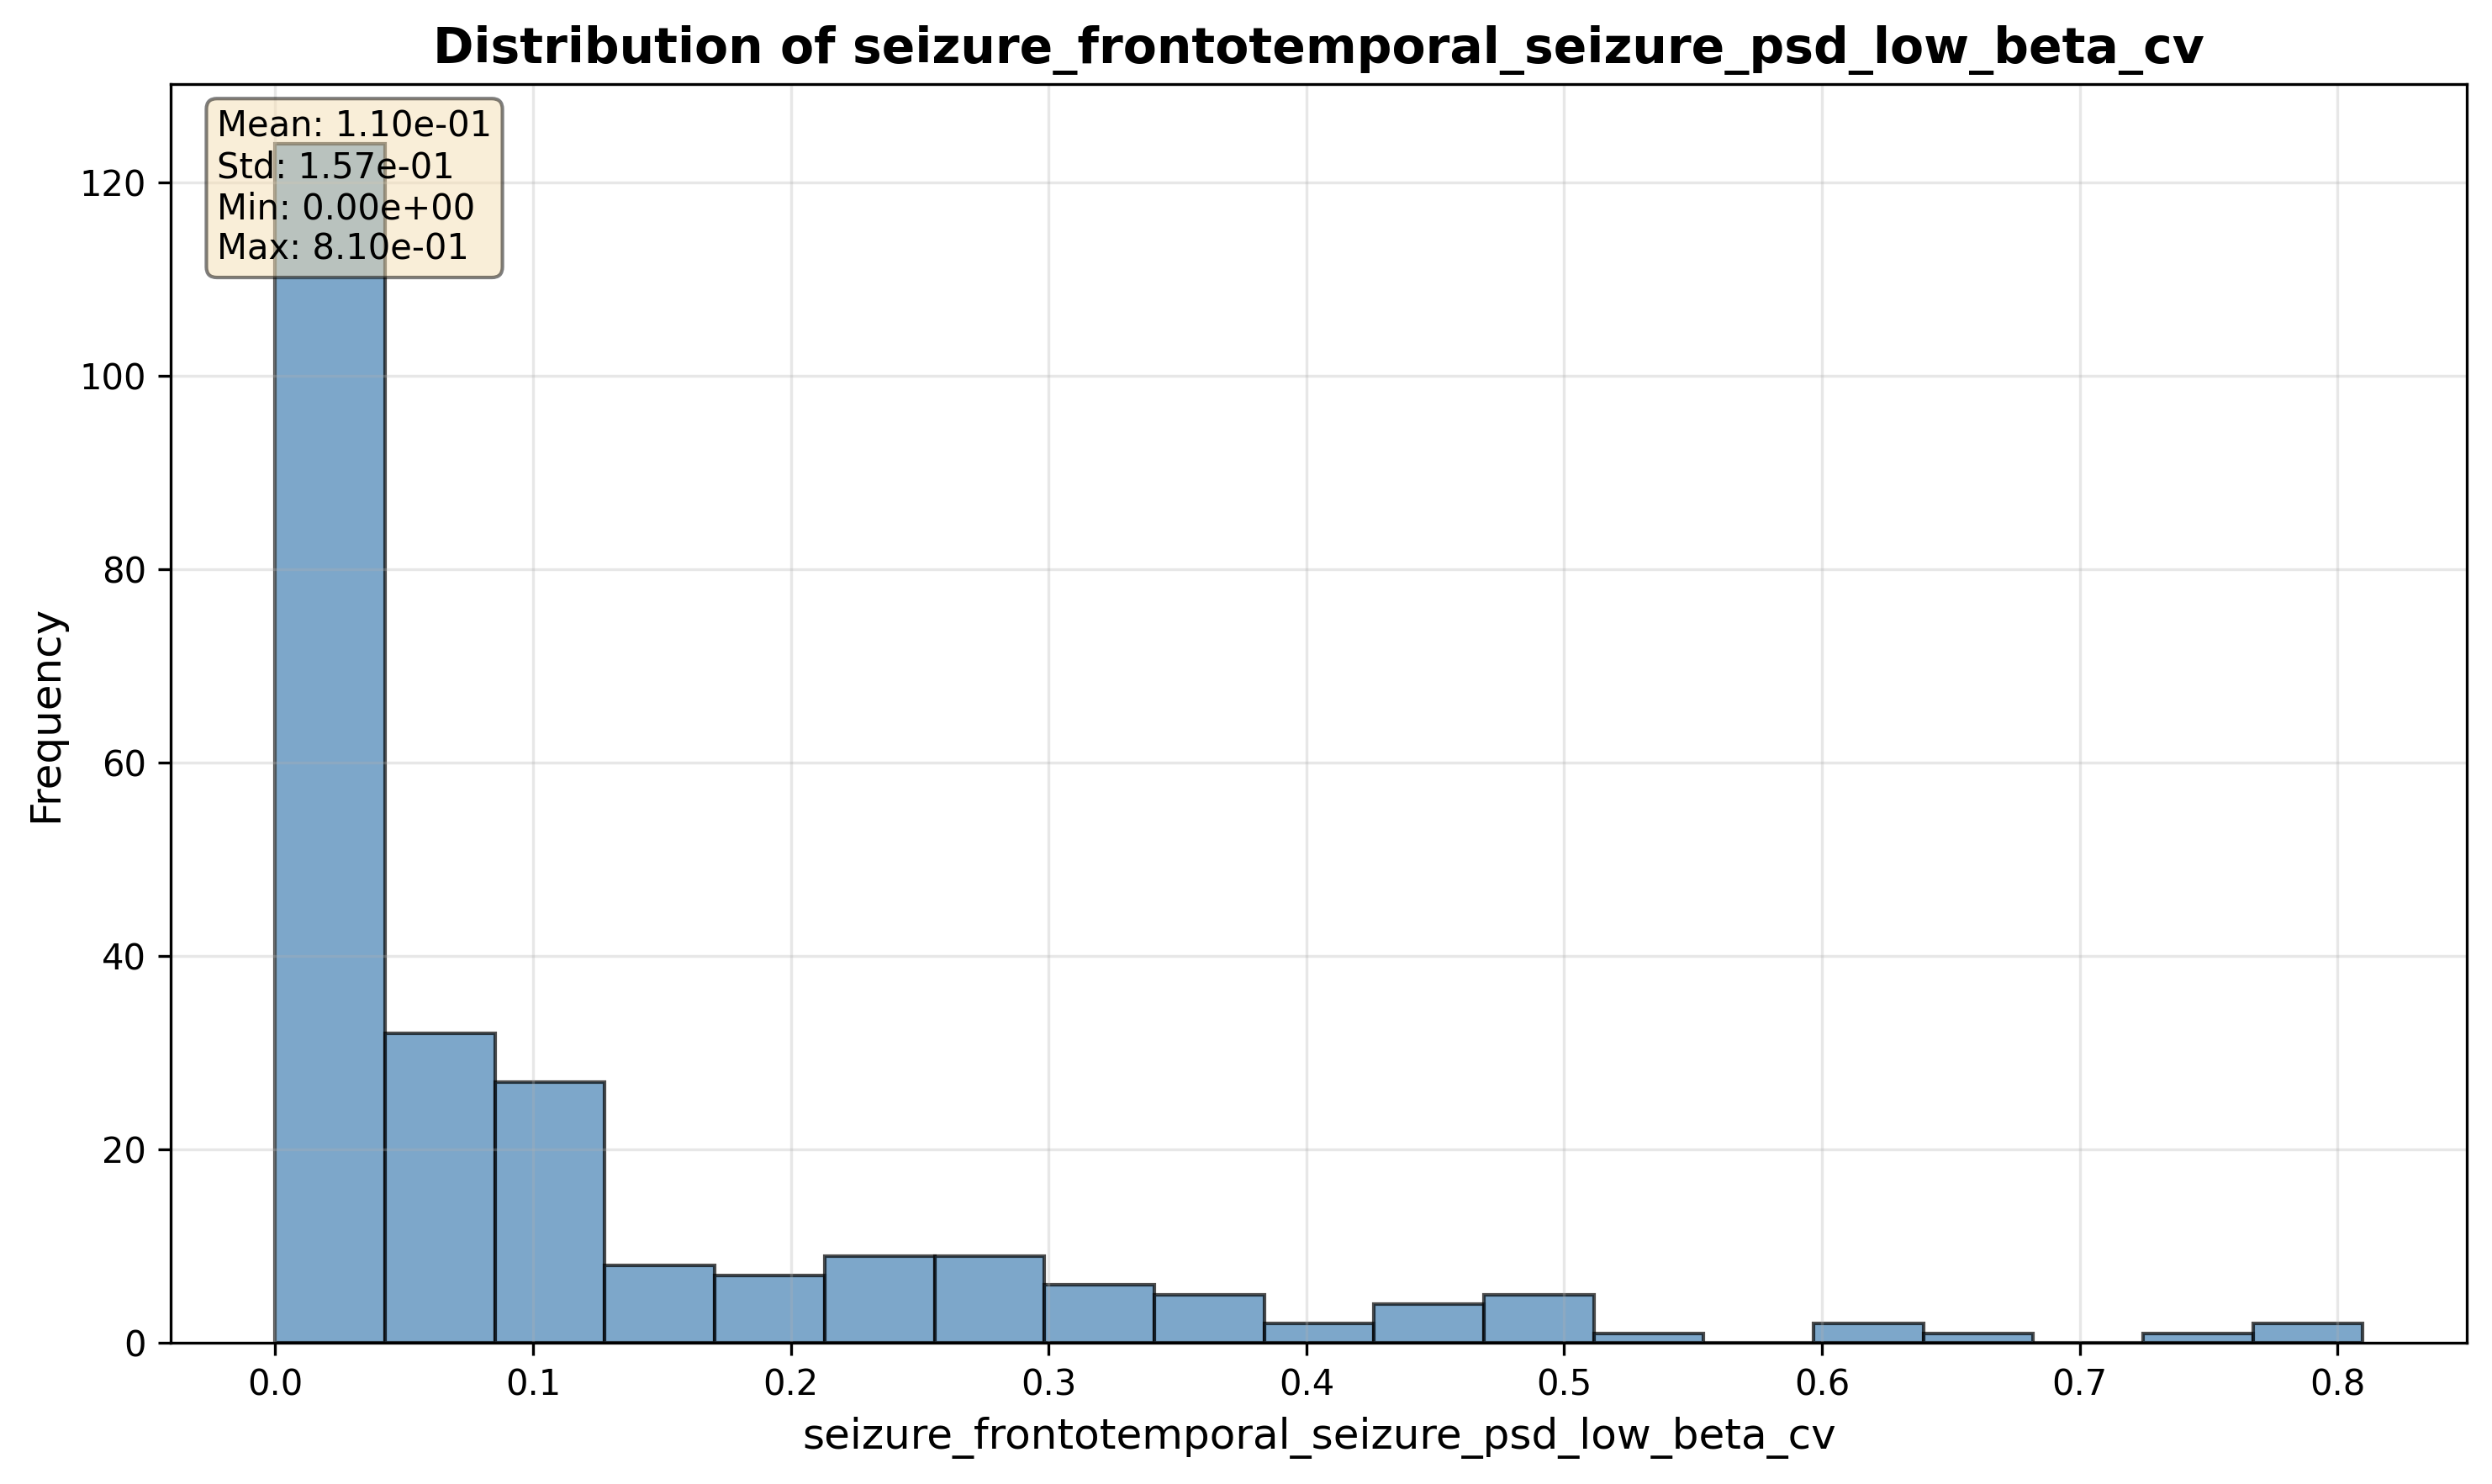 Distribution of seizure_frontotemporal_seizure_psd_low_beta_cv
Mean: 1.10e-01
Std: 1.57e-01
Min: 0.00e+00
Max: 8.10e-01
120
100
80
60
40
20
0
Frequency
0.0 0.1 0.2 0.3 0.4 0.5 0.6 0.7 0.8
seizure_frontotemporal_seizure_psd_low_beta_cv